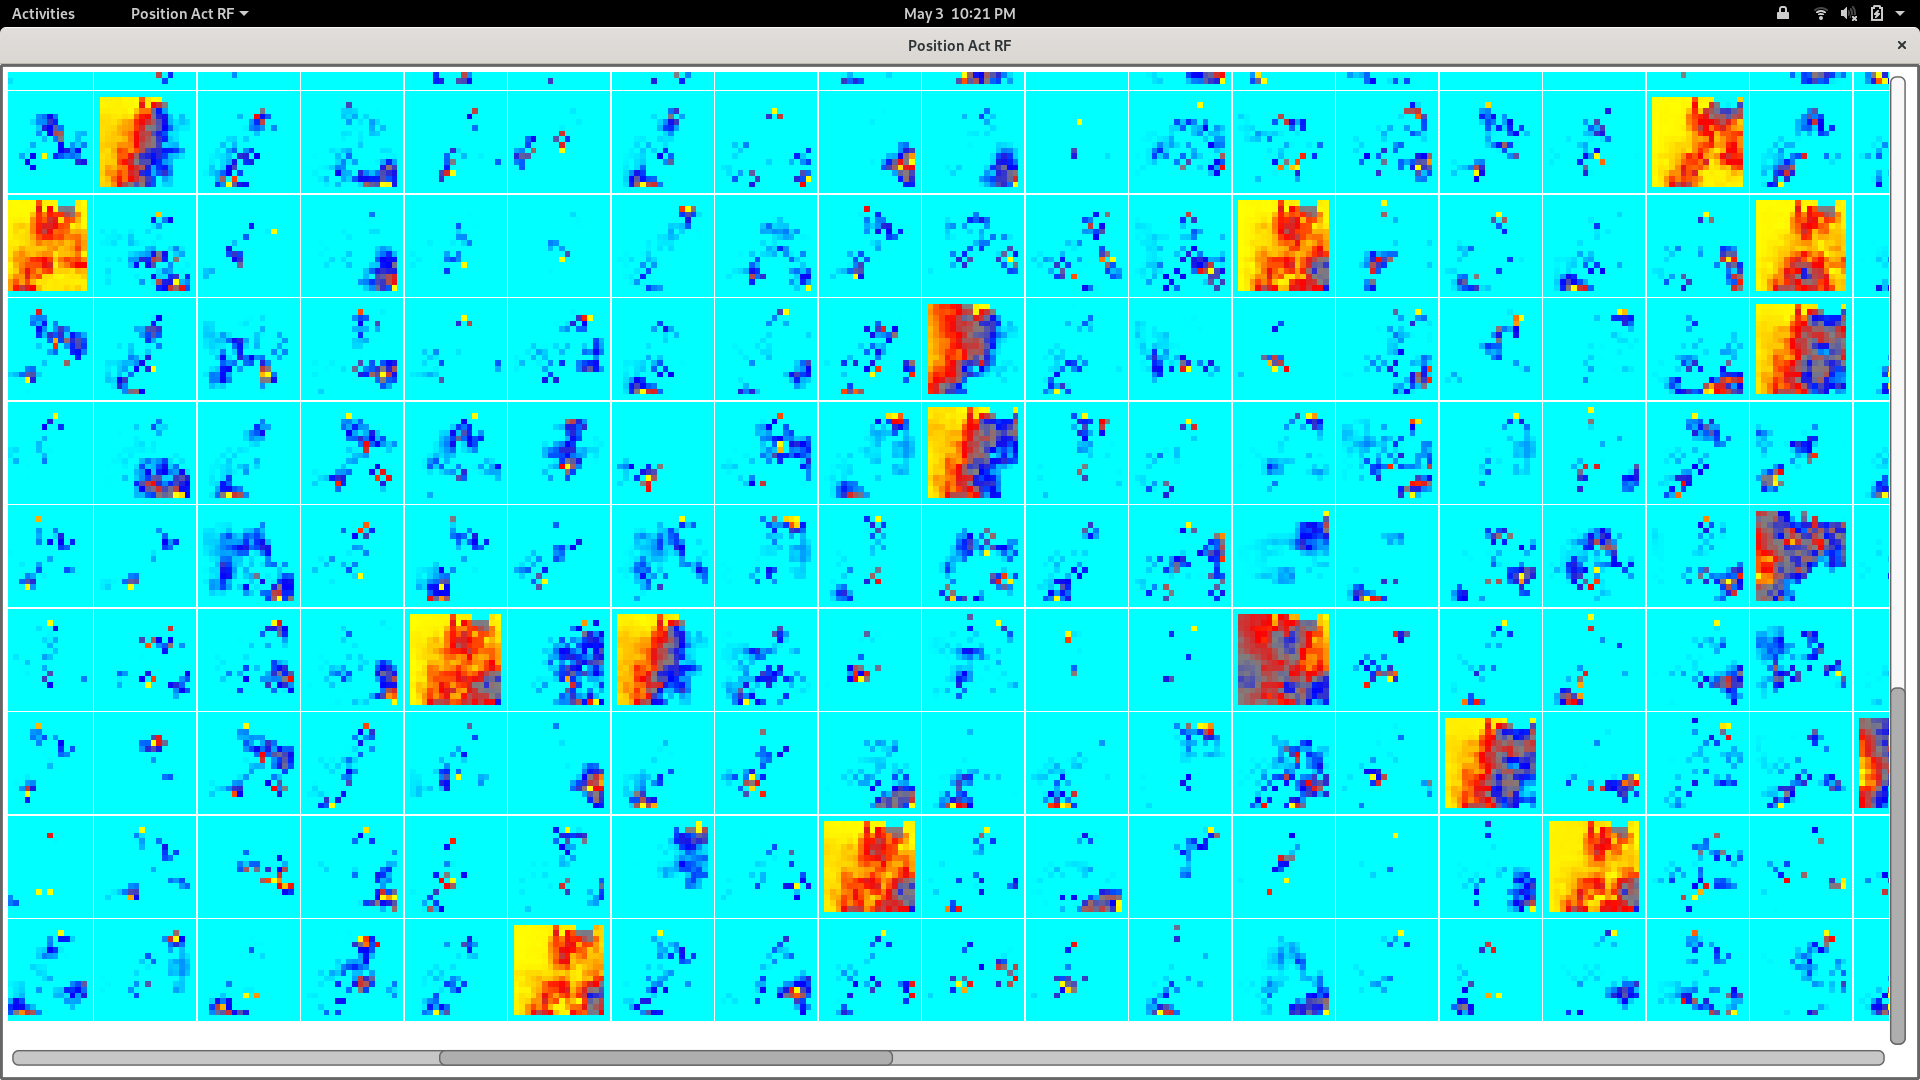 Activities Position Act RF May 3 10:21 PM
Position Act RF